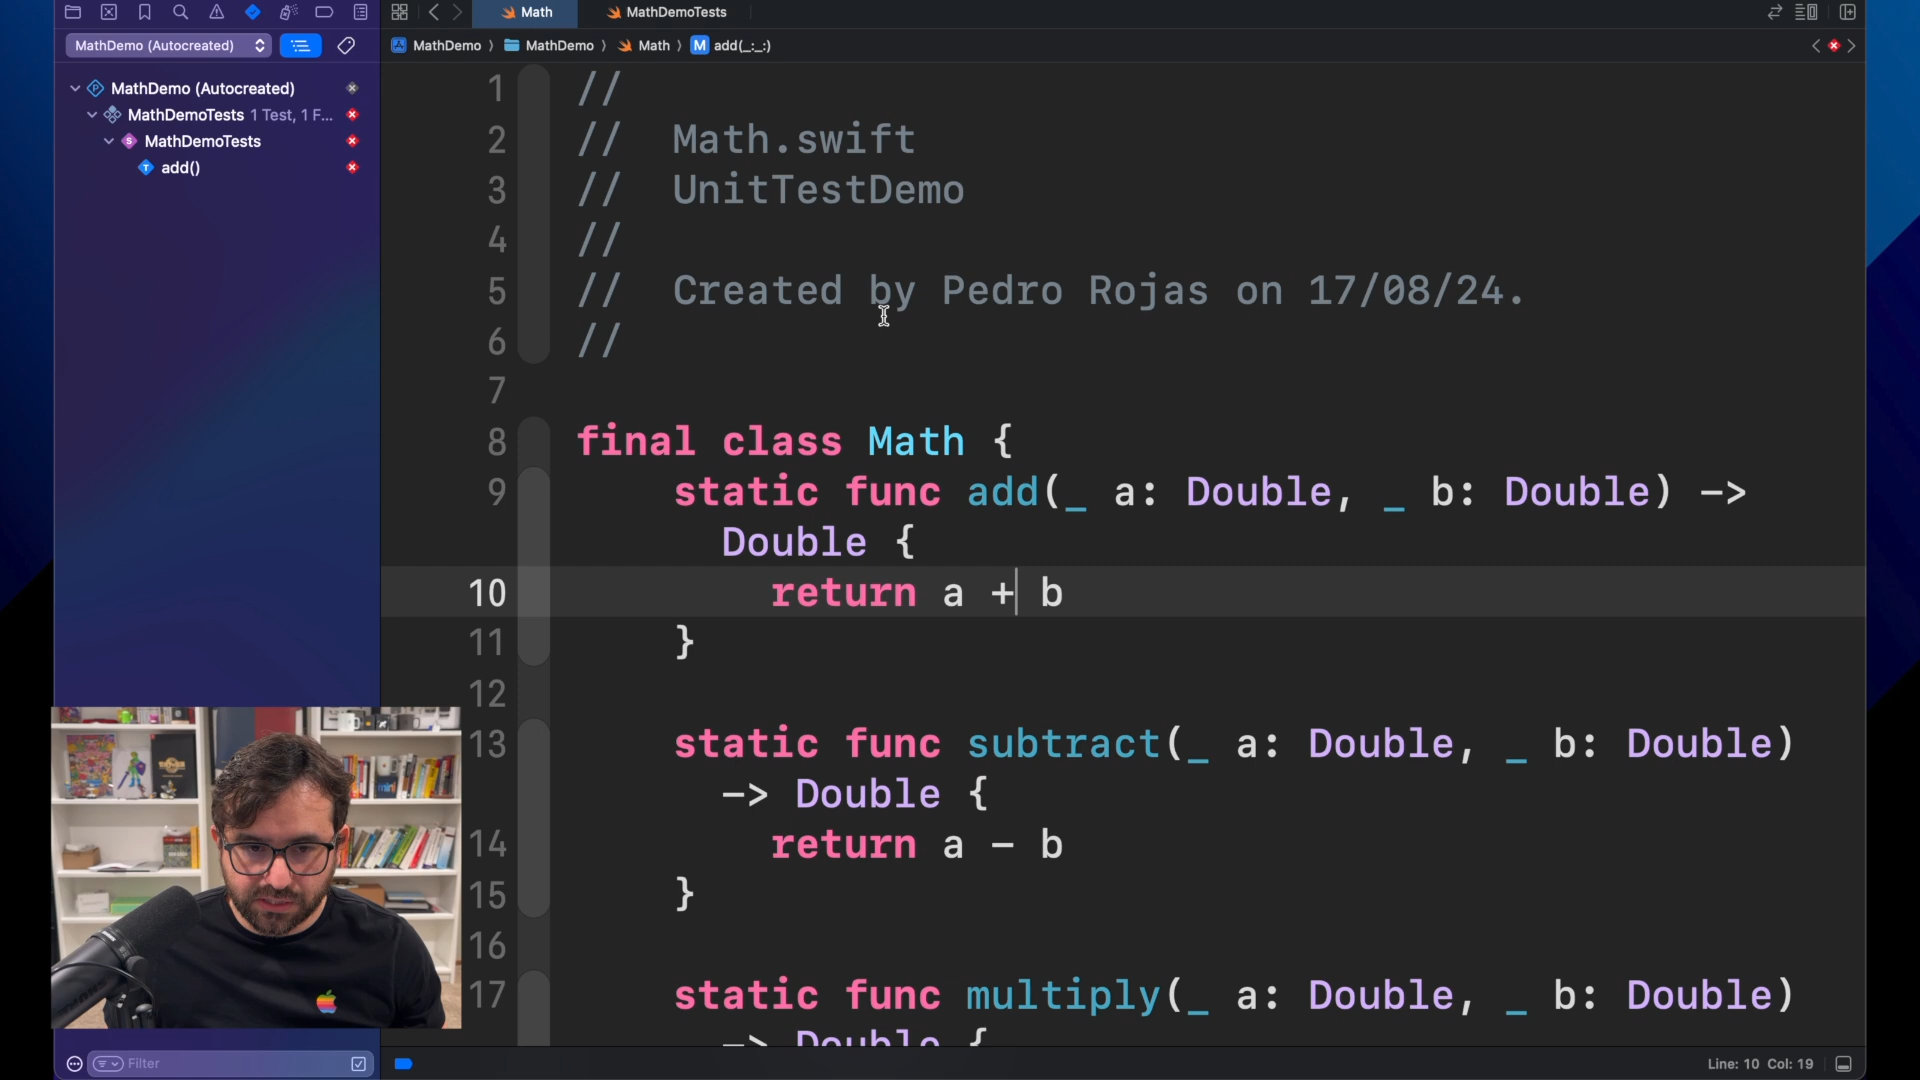 Math
MathDemoTests
MathDemo (Autocreated)
MathDemo
MathDemo
Math
M add(_:_:)
MathDemo (Autocreated)
MathDemoTests 1 Test, 1 F...
MathDemoTests
add()
1 //
2 // Math.swift
3 // UnitTestDemo
4 //
5 // Created by Pedro Rojas on 17/08/24.
6 //
7
8 final class Math {
9 static func add(_ a: Double, _ b: Double) ->
Double {
10 return a + b
11 }
12
13 static func subtract(_ a: Double, _ b: Double)
-> Double {
14 return a - b
15 }
16
17 static func multiply(_ a: Double, _ b: Double)
-> Double {
Filter
Line: 10 Col: 19